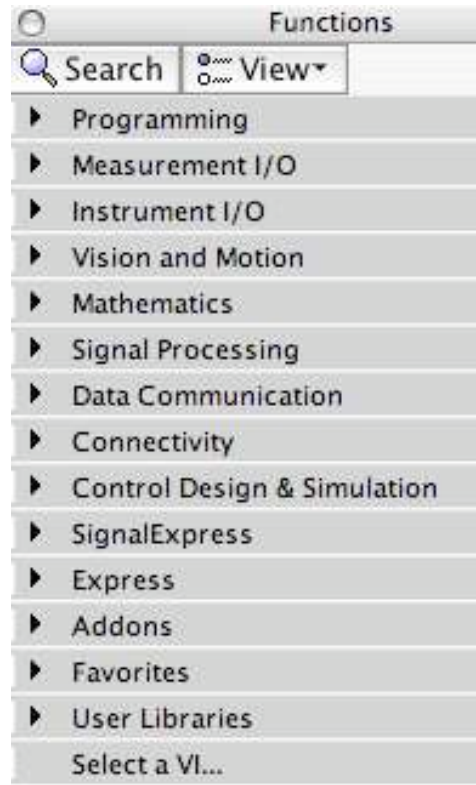 Functions
Search View
Programming
Measurement I/O
Instrument I/O
Vision and Motion
Mathematics
Signal Processing
Data Communication
Connectivity
Control Design & Simulation
SignalExpress
Express
Addons
Favorites
User Libraries
Select a VI...